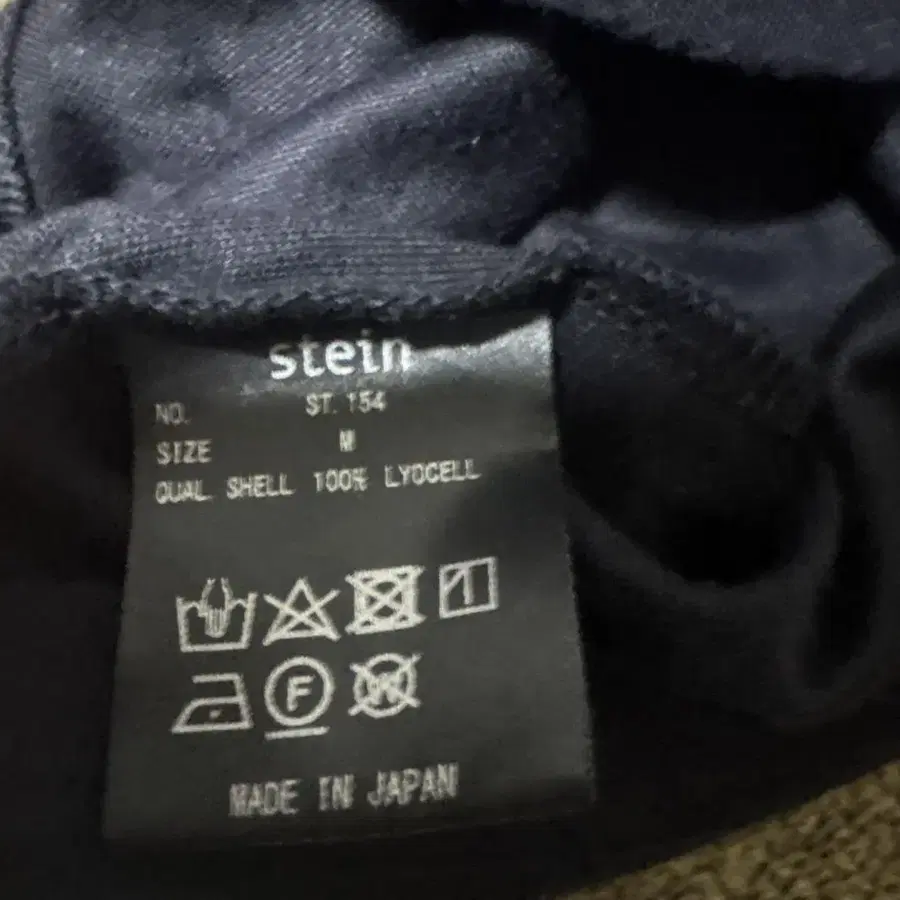 stein
NO. ST.154
SIZE M
QUAL SHELL 100% LYOCELL
F
W
MADE IN JAPAN